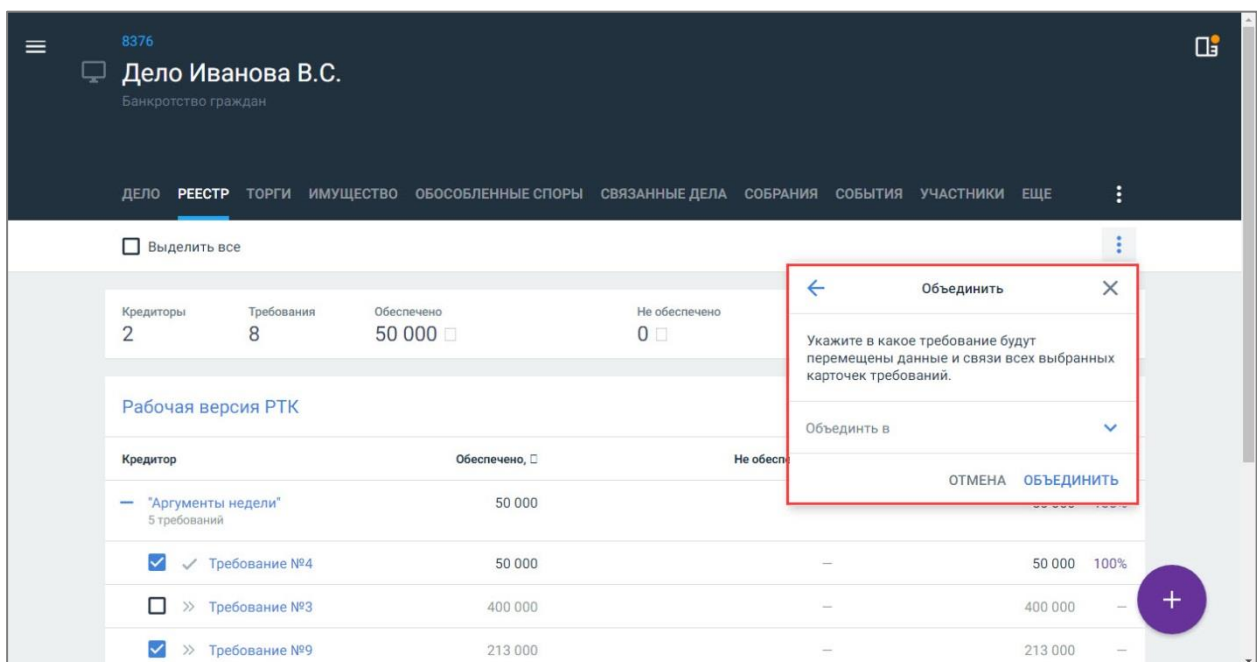 8376
Дело Иванова В.С.
Банкротство граждан
ДЕЛО РЕЕСТР ТОРГИ ИМУЩЕСТВО ОБОСОБЛЕННЫЕ СПОРЫ СВЯЗАННЫЕ ДЕЛА СОБРАНИЯ СОБЫТИЯ УЧАСТНИКИ ЕЩЕ
Выделить все
Кредиторы Требования Обеспечено Не обеспечено
2 8 50 000 0
Объединить
Укажите в какое требование будут
перемещены данные и связи всех выбранных
карточек требований.
Объединть в
ОТМЕНА ОБЪЕДИНИТЬ
Рабочая версия РТК
Кредитор Обеспечено, Не
"Аргументы недели" 50 000
5 требований
Требование №4 50 000 — 50 000 100%
Требование №3 400 000 — 400 000 —
Требование №9 213 000 — 213 000 —